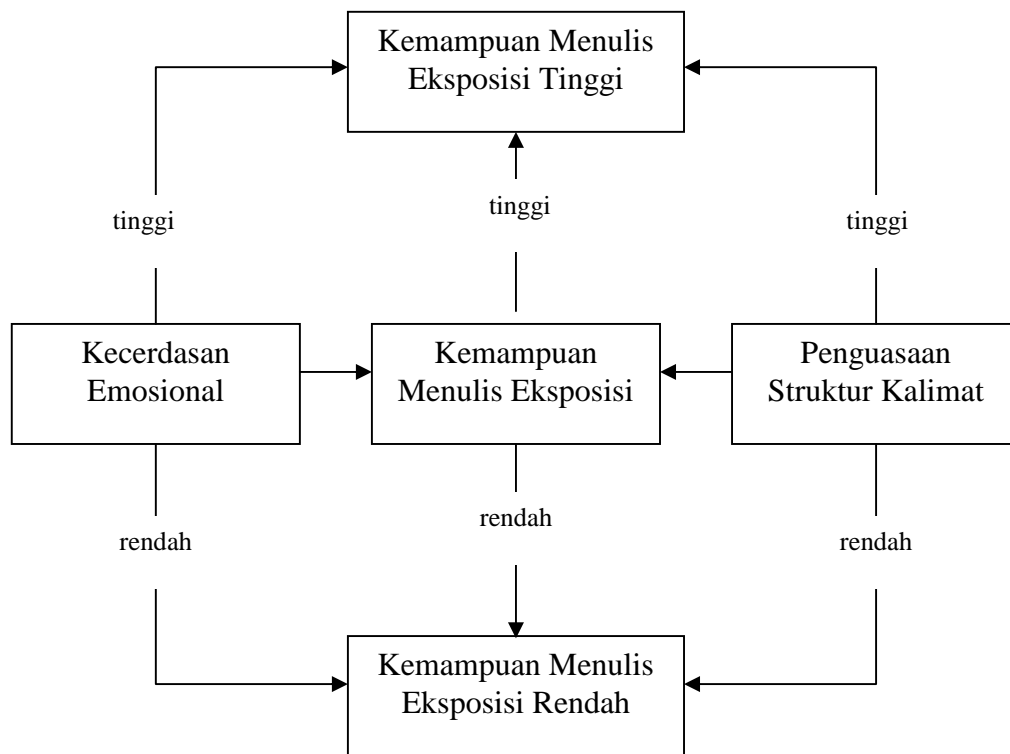 Kemampuan Menulis
Eksposisi Tinggi
tinggi
tinggi
tinggi
Kecerdasan
Emosional
Kemampuan
Menulis Eksposisi
Penguasaan
Struktur Kalimat
rendah
rendah
rendah
Kemampuan Menulis
Eksposisi Rendah